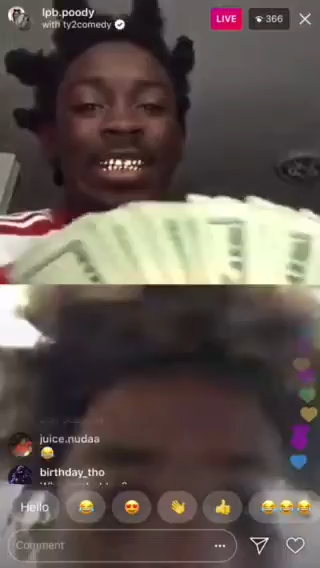 lpb.poody
LIVE
366
with ty2comedy
juice.nudaa
😂
birthday_tho
Hello 😂 😍 👋 👍 😂😂😂
Comment